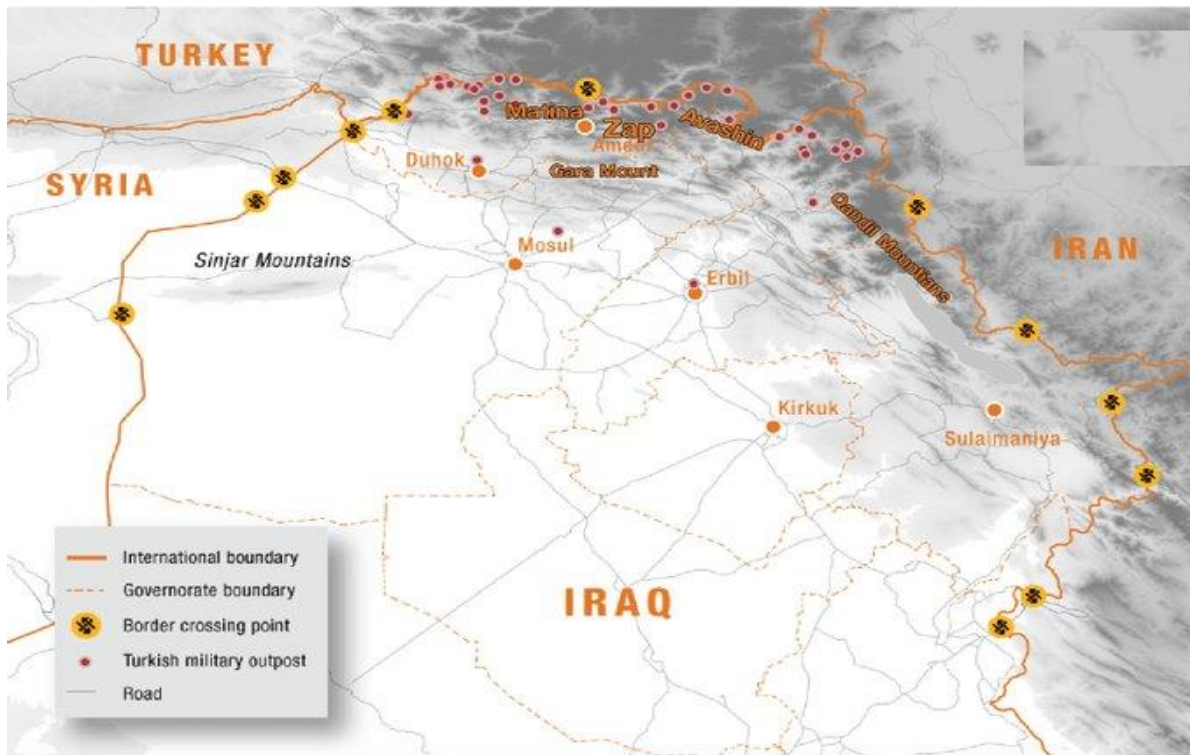 TURKEY
Matina
Zap
Avashin
Amedi
Duhok
Gara Mount
SYRIA
Qandil Mountians
IRAN
Sinjar Mountains
Mosul
Erbil
Kirkuk
Sulaimaniya
IRAQ
International boundary
Governorate boundary
Border crossing point
Turkish military outpost
Road